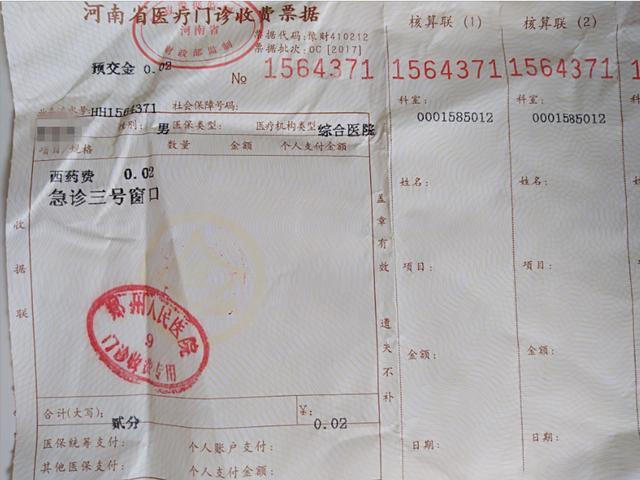 河南省医疗门诊收费票据
核算联 (1)
核算联 (2)
河南省
财政部监制
票据代码:豫财410212
票据批次:OC [2017]
预交金 0.02
№ 1564371
1564371
1564371
HH1564371
社会保障号码:
科室:
科室:
0001585012
0001585012
性别:
男
医保类型:
医疗机构类型:
综合医院
项目/规格
数量
金额
个人支付金额
西药费 0.02
急诊三号窗口
姓名:
姓名:
盖章有效
遗失不补
收据联
项目:
项目:
郑州人民医院
9
门诊收费专用
金额:
金额:
合计(大写):
贰分
¥:
0.02
日期:
日期:
医保统筹支付:
个人账户支付:
其他医保支付:
个人支付金额: